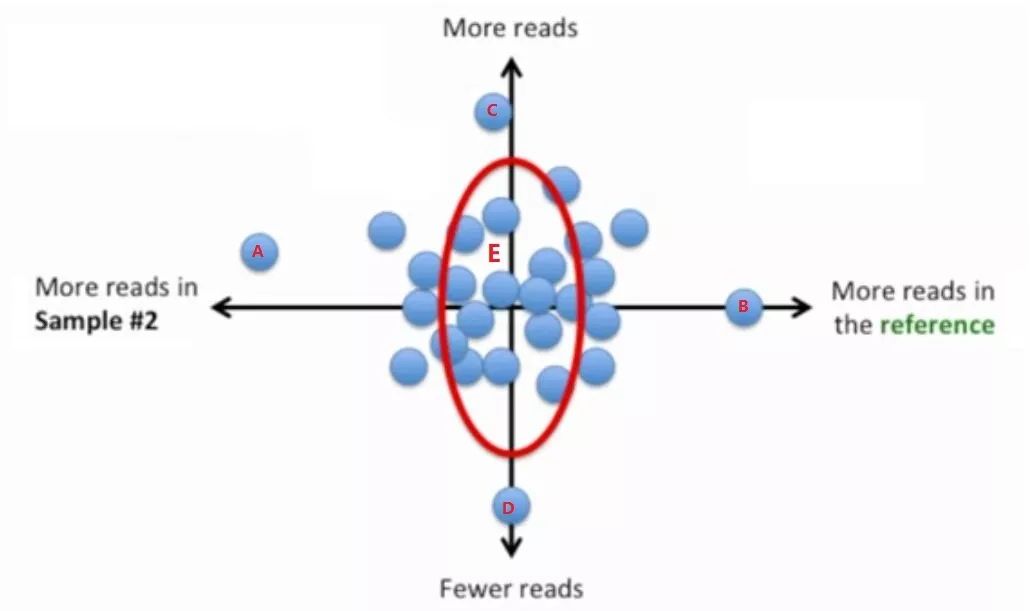 More reads
C
A
E
More reads in
Sample #2
B
More reads in
the reference
D
Fewer reads